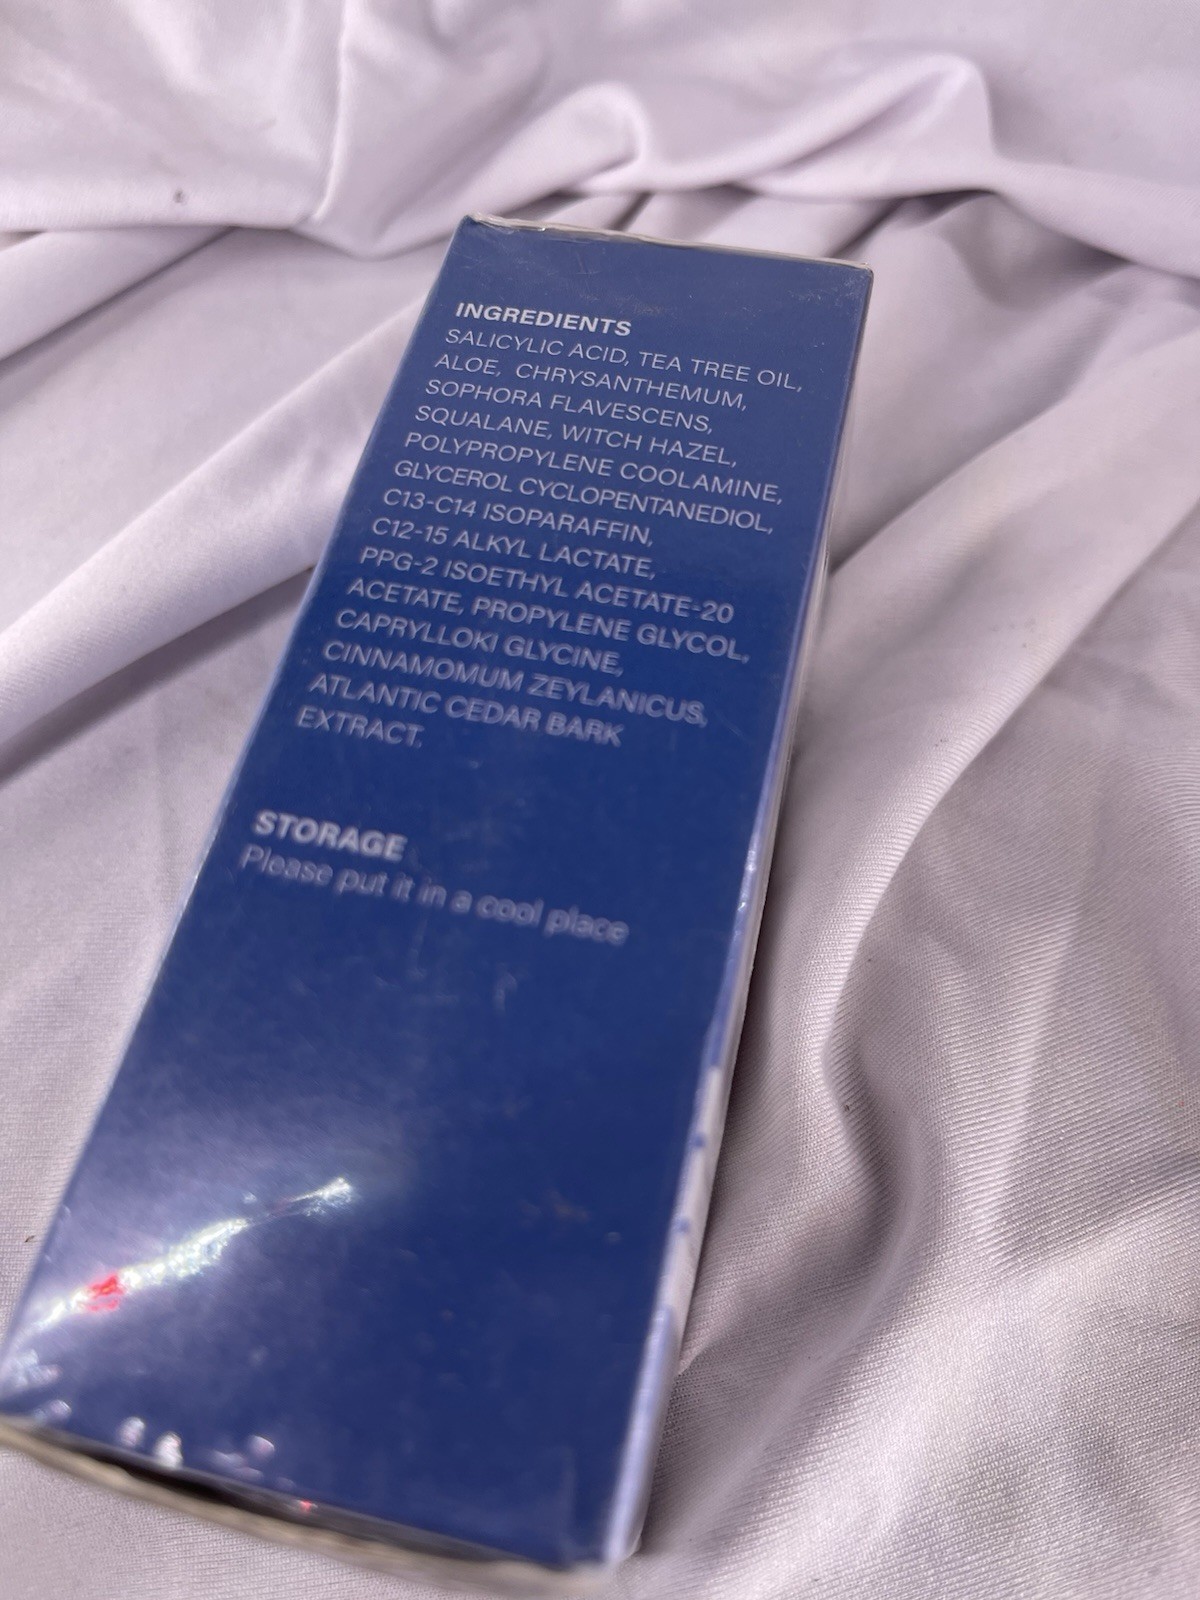 INGREDIENTS
SALICYLIC ACID, TEA TREE OIL,
ALOE, CHRYSANTHEMUM,
SOPHORA FLAVESCENS,
SQUALANE, WITCH HAZEL,
POLYPROPYLENE COOLAMINE,
GLYCEROL CYCLOPENTANEDIOL,
C13-C14 ISOPARAFFIN,
C12-15 ALKYL LACTATE,
PPG-2 ISOETHYL ACETATE-20
ACETATE, PROPYLENE GLYCOL,
CAPRYLLOKI GLYCINE,
CINNAMOMUM ZEYLANICUS,
ATLANTIC CEDAR BARK
EXTRACT.
STORAGE
Please put it in a cool place